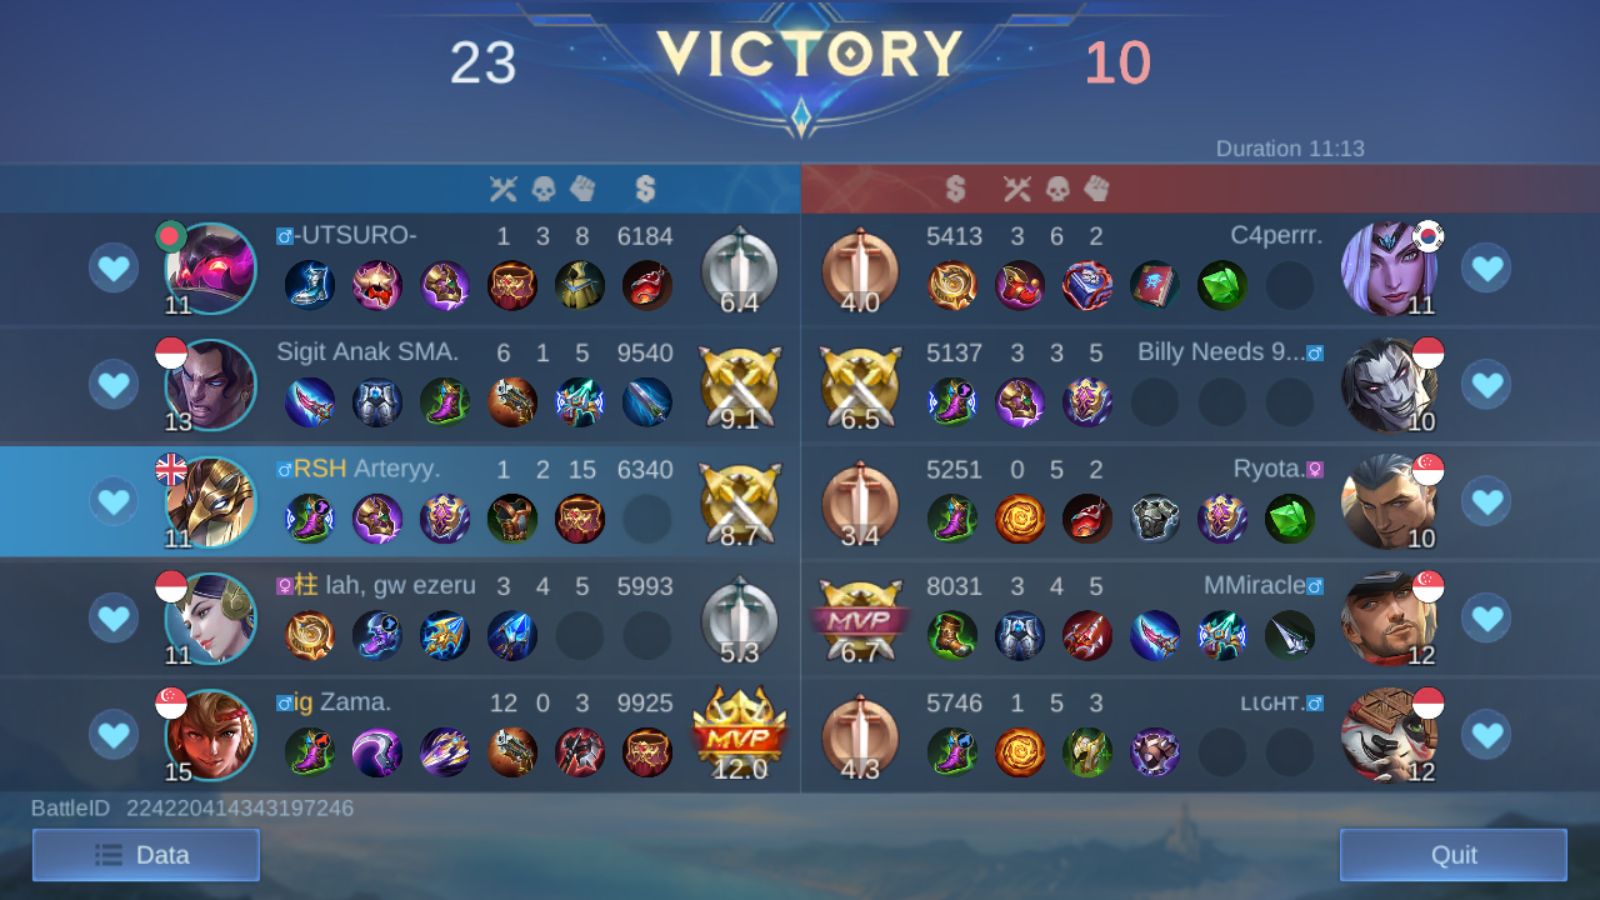 23 VICTORY 10
Duration 11:13
-UTSURO- 1 3 8 6184
11 6.4
5413 3 6 2 C4perrr.
4.0 11
Sigit Anak SMA. 6 1 5 9540
13 9.1
5137 3 3 5 Billy Needs 9...
6.5 10
RSH Arteryy. 1 2 15 6340
11 8.7
5251 0 5 2 Ryota.
3.4 10
柱 lah, gw ezeru 3 4 5 5993
11 5.3
8031 3 4 5 MMiracle
MVP
6.7 12
ig Zama. 12 0 3 9925
MVP
15 12.0
5746 1 5 3 LIGHT.
4.3 12
BattleID 224220414343197246
Data
Quit